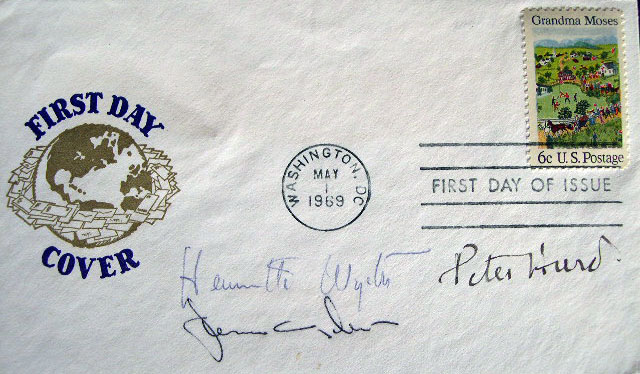 Grandma Moses
6c U.S. Postage
FIRST DAY
COVER
WASHINGTON, DC
MAY
1
1969
FIRST DAY OF ISSUE
Henriette Wyeth
Peter Hurd.